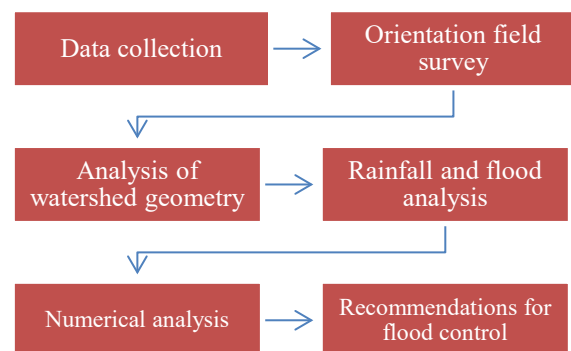 Data collection
Orientation field
survey
Analysis of
watershed geometry
Rainfall and flood
analysis
Numerical analysis
Recommendations for
flood control